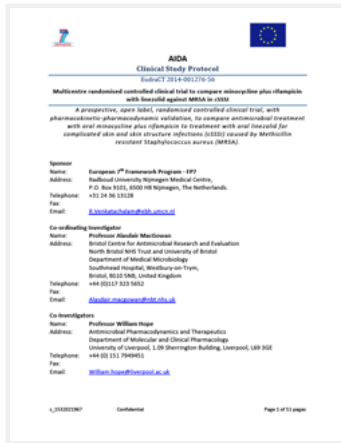 AIDA
Clinical Study Protocol
EudraCT 2014-001276-56
Multicentre randomised controlled clinical trial to compare minocycline plus rifampicin
with linezolid against MRSA in cSSSI
A prospective, open label, randomised controlled clinical trial, with
pharmacokinetic-pharmacodynamic validation, to compare antimicrobial treatment
with oral minocycline plus rifampicin to treatment with oral linezolid for
complicated skin and skin structure infections (cSSSI) caused by Methicillin
resistant Staphylococcus aureus (MRSA).
Sponsor
Name: European 7th Framework Program - FP7
Address: Radboud University Nijmegen Medical Centre,
P.O. Box 9101, 6500 HB Nijmegen, The Netherlands.
Telephone: +31 24 36 13128
Fax:
Email:
Co-ordinating Investigator
Name: Professor Alasdair MacGowan
Address: Bristol Centre for Antimicrobial Research and Evaluation
North Bristol NHS Trust and University of Bristol
Department of Medical Microbiology
Southmead Hospital, Westbury-on-Trym,
Bristol, BS10 5NB, United Kingdom
Telephone: +44 (0)117 323 5652
Fax:
Email: Alasdair.macgowan@nbt.nhs.uk
Co-Investigators
Name: Professor William Hope
Address: Antimicrobial Pharmacodynamics and Therapeutics
Department of Molecular and Clinical Pharmacology
University of Liverpool, 1.09 Sherrington Building, Liverpool, L69 3GE
Telephone: +44 (0) 151 7949451
Fax:
Email: William.hope@liverpool.ac.uk
s_1532021967 Confidential Page 1 of 51 pages